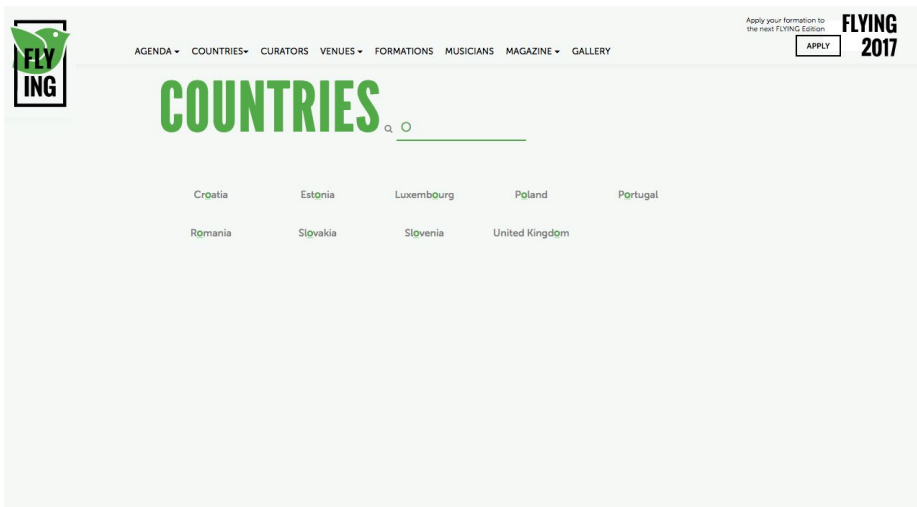 FLY
ING
AGENDA COUNTRIES CURATORS VENUES FORMATIONS MUSICIANS MAGAZINE GALLERY
Apply your formation to
the next FLYING Edition
APPLY
FLYING
2017
COUNTRIES
O
Croatia Estonia Luxembourg Poland Portugal
Romania Slovakia Slovenia United Kingdom